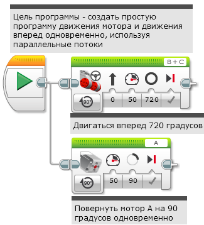 Цель программы - создать простую
программу движения мотора и движения
вперед одновременно, используя
параллельные потоки
B + C
0 50 720
Двигаться вперед 720 градусов
A
50 90
Повернуть мотор А на 90
градусов одновременно